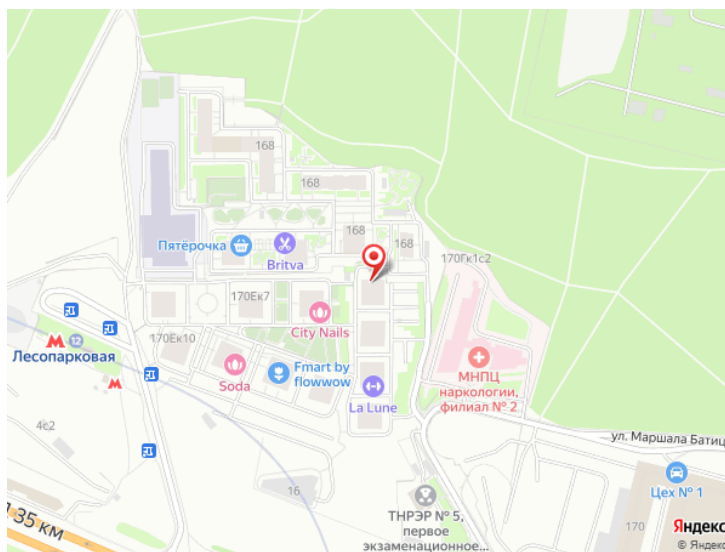 168
168
168
168
170Гк1с2
Пятёрочка
Britva
170Ек7
City Nails
170Ек10
М
12
Лесопарковая
М
Soda
Fmart by
flowwow
La Lune
МНПЦ
наркологии,
филиал № 2
4с2
ул. Маршала Батиц
Цех № 1
16
35 км
ТНРЭР № 5,
первое
экзаменационное...
170
Яндекс
© Яндекс